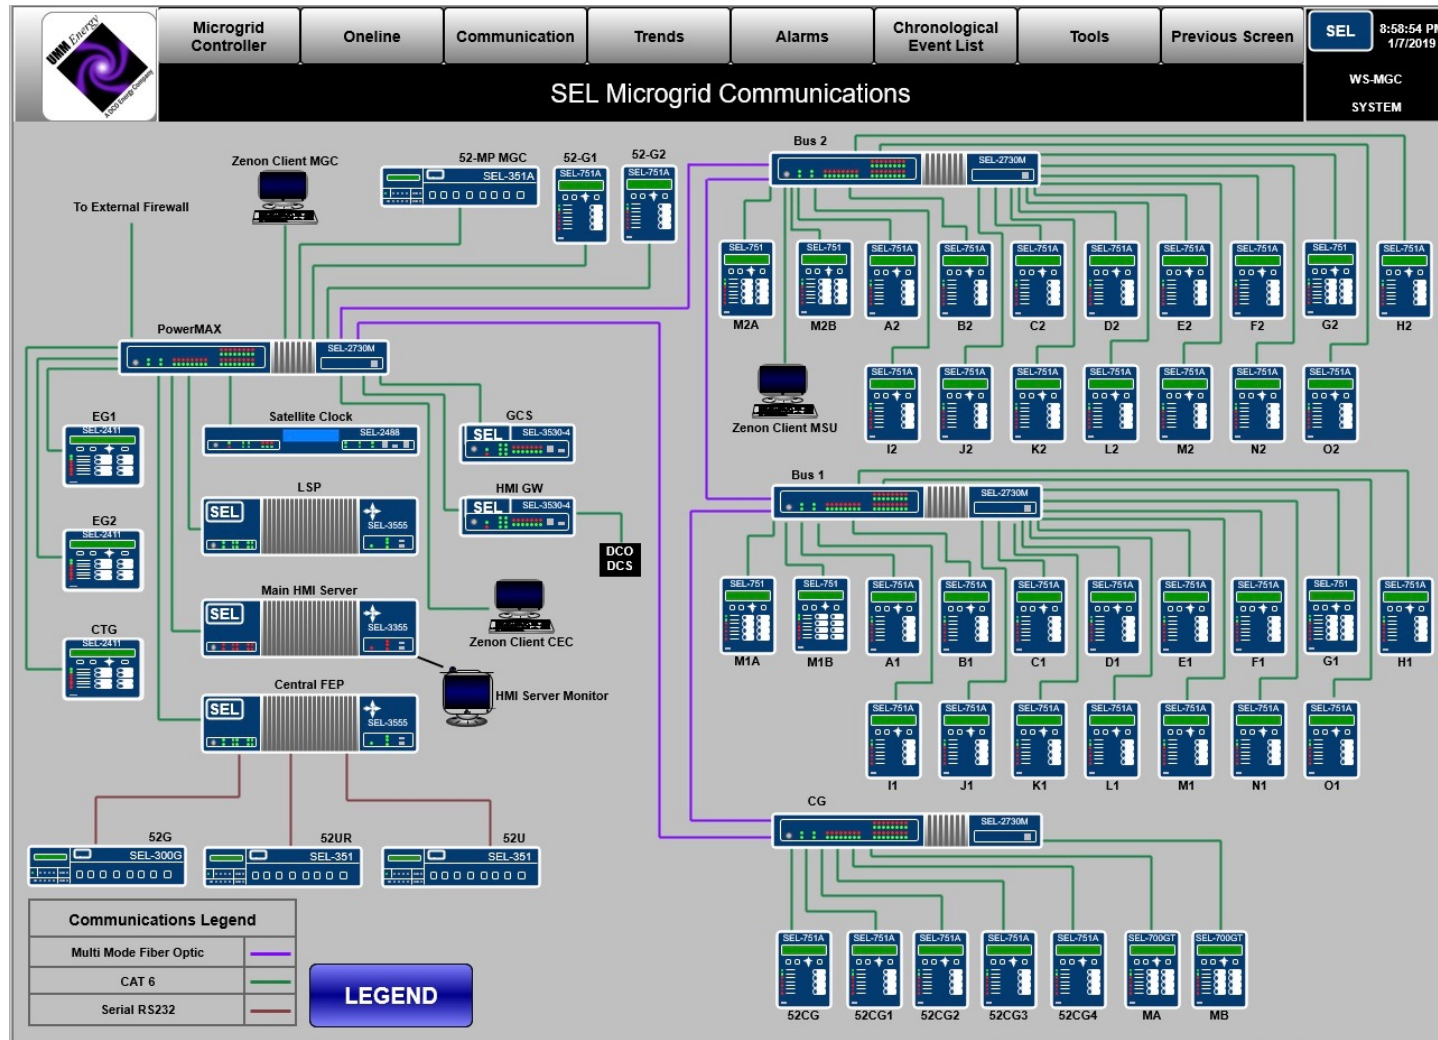 UMM Energy
A DCO Energy Company
Microgrid
Controller
Oneline
Communication
Trends
Alarms
Chronological
Event List
Tools
Previous Screen
SEL
8:58:54 PM
1/7/2019
SEL Microgrid Communications
WS-MGC
SYSTEM
Zenon Client MGC
52-MP MGC
SEL-351A
52-G1
SEL-751A
52-G2
SEL-751A
To External Firewall
PowerMAX
SEL-2730M
EG1
SEL-2411
EG2
SEL-2411
CTG
SEL-2411
Satellite Clock
SEL-2488
LSP
SEL
SEL-3555
Main HMI Server
SEL
SEL-3355
Central FEP
SEL
SEL-3555
GCS
SEL
SEL-3530-4
HMI GW
SEL
SEL-3530-4
DCO
DCS
Zenon Client CEC
HMI Server Monitor
52G
SEL-300G
52UR
SEL-351
52U
SEL-351
Bus 2
SEL-2730M
SEL-751 SEL-751 SEL-751A SEL-751A SEL-751A SEL-751A SEL-751A SEL-751A SEL-751 SEL-751A
M2A M2B A2 B2 C2 D2 E2 F2 G2 H2
Zenon Client MSU
SEL-751A SEL-751A SEL-751A SEL-751A SEL-751A SEL-751A SEL-751A
I2 J2 K2 L2 M2 N2 O2
Bus 1
SEL-2730M
SEL-751 SEL-751 SEL-751A SEL-751A SEL-751A SEL-751A SEL-751A SEL-751A SEL-751 SEL-751A
M1A M1B A1 B1 C1 D1 E1 F1 G1 H1
SEL-751A SEL-751A SEL-751A SEL-751A SEL-751A SEL-751A SEL-751A
I1 J1 K1 L1 M1 N1 O1
CG
SEL-2730M
SEL-751A SEL-751A SEL-751A SEL-751A SEL-751A SEL-700GT SEL-700GT
52CG 52CG1 52CG2 52CG3 52CG4 MA MB
Communications Legend
Multi Mode Fiber Optic
CAT 6
Serial RS232
LEGEND